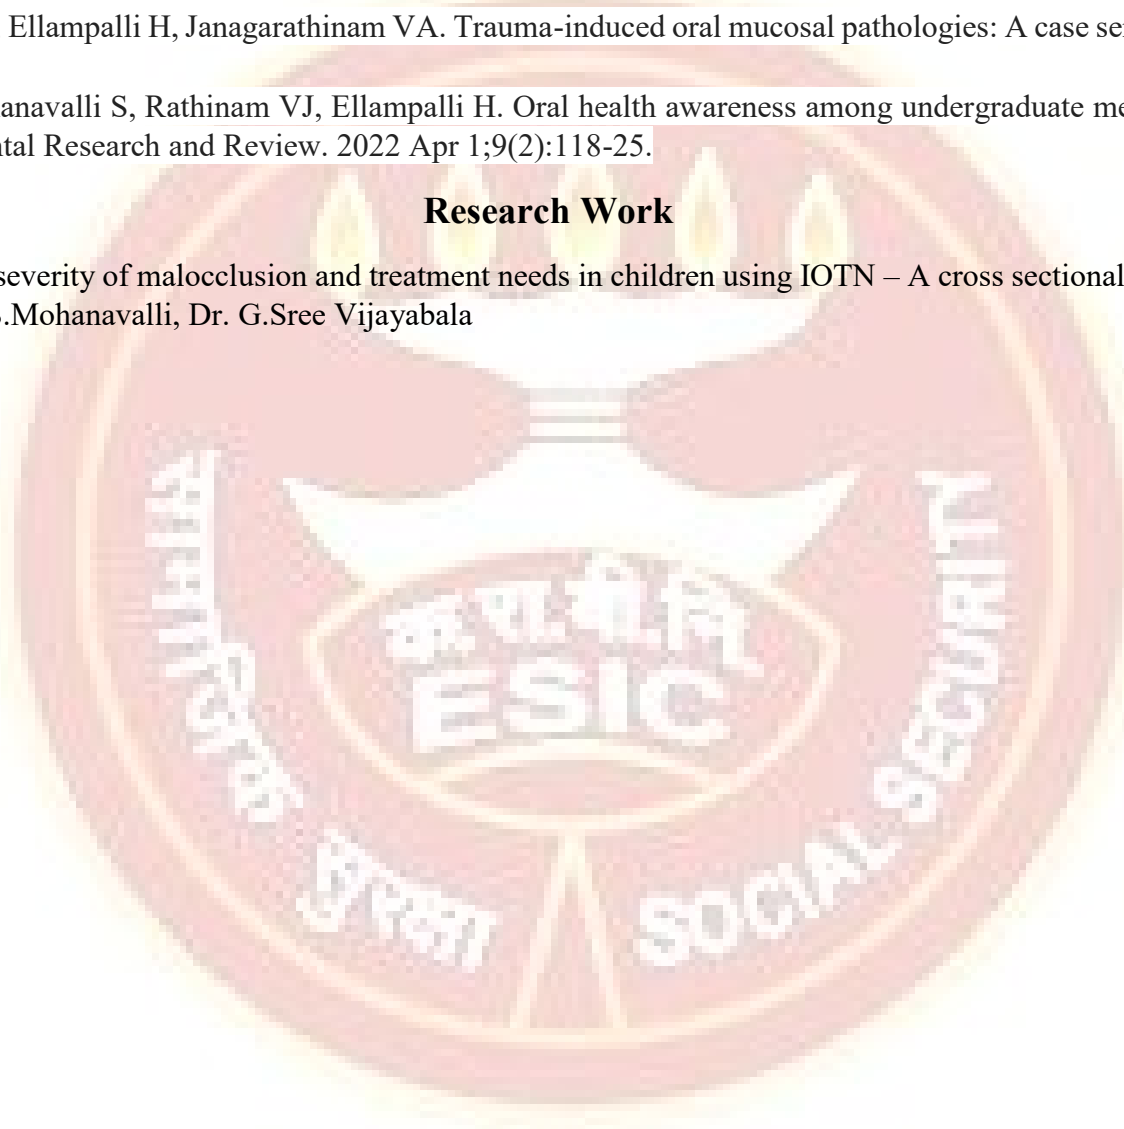 Ellampalli H, Janagarathinam VA. Trauma-induced oral mucosal pathologies: A case se
anavalli S, Rathinam VJ, Ellampalli H. Oral health awareness among undergraduate me
ntal Research and Review. 2022 Apr 1;9(2):118-25.
Research Work
severity of malocclusion and treatment needs in children using IOTN – A cross sectional
.Mohanavalli, Dr. G.Sree Vijayabala
क.रा.बी.नि.
ESIC
सामाजिक सुरक्षा
SOCIAL SECURITY